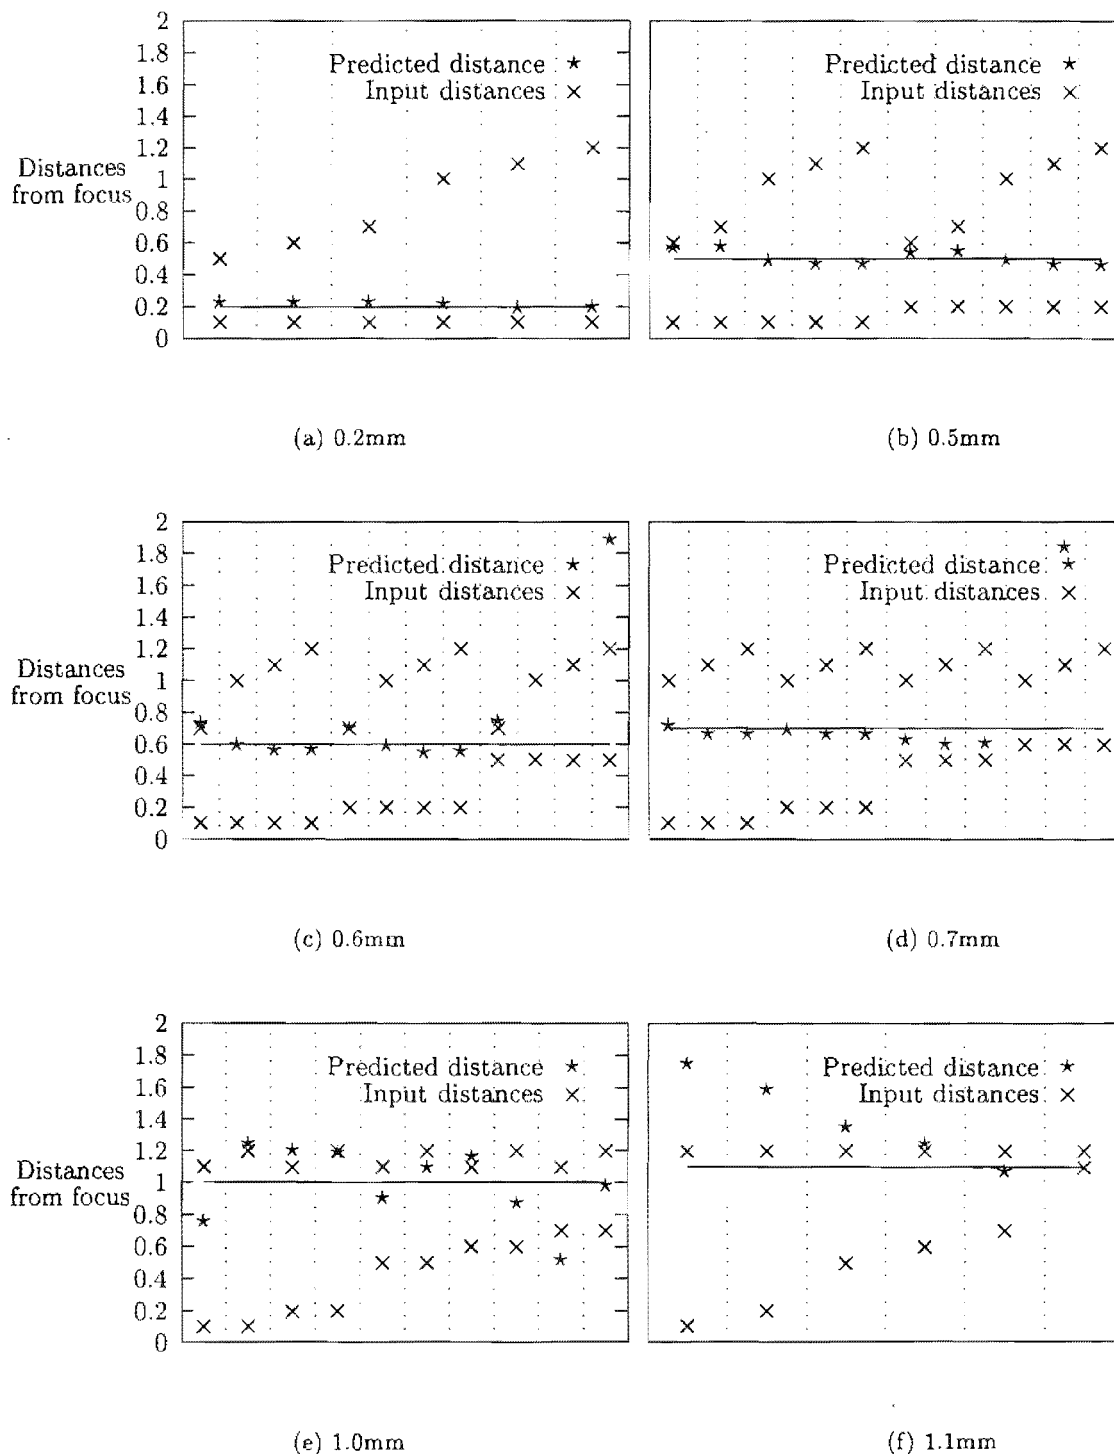 2
1.8
1.6
1.4
1.2
1
0.8
0.6
0.4
0.2
0
Distances
from focus
Predicted distance
Input distances
Predicted distance
Input distances
(a) 0.2mm
(b) 0.5mm
2
1.8
1.6
1.4
1.2
1
0.8
0.6
0.4
0.2
0
Distances
from focus
Predicted distance
Input distances
Predicted distance
Input distances
(c) 0.6mm
(d) 0.7mm
2
1.8
1.6
1.4
1.2
1
0.8
0.6
0.4
0.2
0
Distances
from focus
Predicted distance
Input distances
Predicted distance
Input distances
(e) 1.0mm
(f) 1.1mm